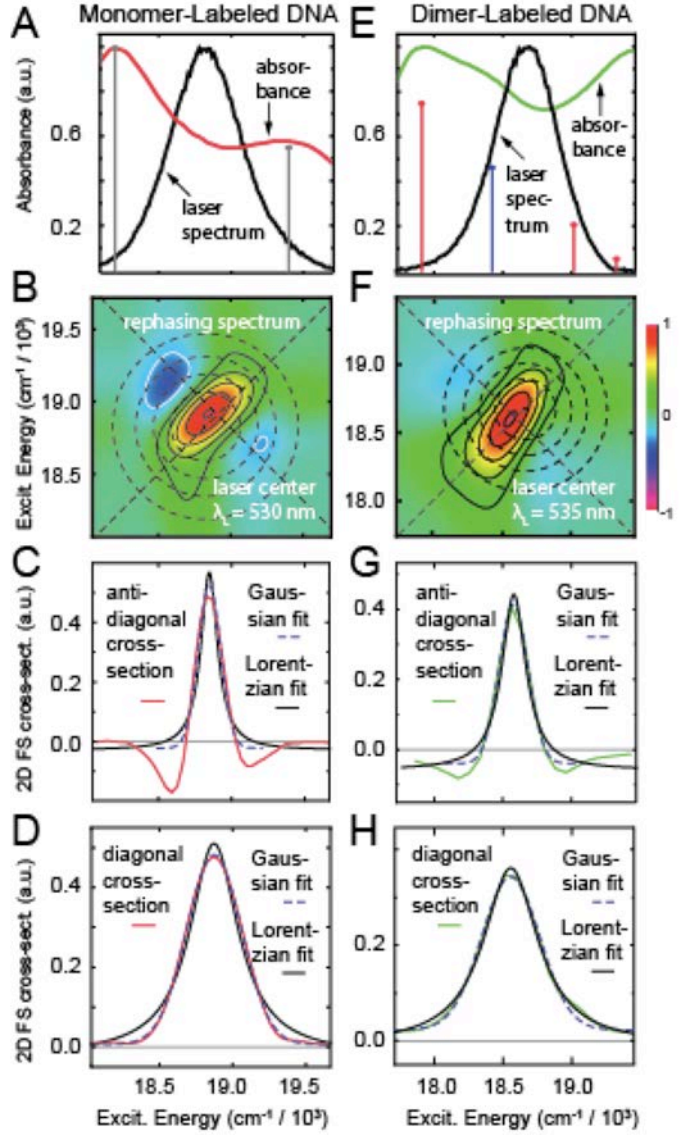 Monomer-Labeled DNA
Dimer-Labeled DNA
A
Absorbance (a.u.)
0.6
0.2
absor-
bance
laser
spectrum
E
0.6
0.2
laser
spec-
trum
absor-
bance
B
Excit. Energy (cm⁻¹ / 10³)
19.5
19.0
18.5
rephasing spectrum
laser center
λL = 530 nm
F
19.0
18.5
18.0
rephasing spectrum
laser center
λL = 535 nm
1
0
-1
C
2D FS cross-sect. (a.u.)
0.4
0.2
0.0
anti-
diagonal
cross-
section
Gaus-
sian fit
Lorent-
zian fit
G
0.4
0.2
0.0
anti-
diagonal
cross-
section
Gaus-
sian fit
Lorent-
zian fit
D
2D FS cross-sect. (a.u.)
0.4
0.2
0.0
diagonal
cross-
section
Gaus-
sian fit
Lorent-
zian fit
18.5 19.0 19.5
Excit. Energy (cm⁻¹ / 10³)
H
0.4
0.2
0.0
diagonal
cross-
section
Gaus-
sian fit
Lorent-
zian fit
18.0 18.5 19.0
Excit. Energy (cm⁻¹ / 10³)